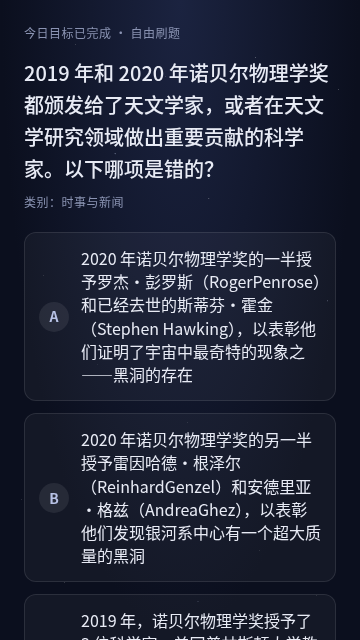 今日目标已完成 · 自由刷题
2019 年和 2020 年诺贝尔物理学奖
都颁发给了天文学家，或者在天文
学研究领域做出重要贡献的科学
家。以下哪项是错的？
类别：时事与新闻
A
2020 年诺贝尔物理学奖的一半授
予罗杰·彭罗斯（RogerPenrose）
和已经去世的斯蒂芬·霍金
（Stephen Hawking），以表彰他
们证明了宇宙中最奇特的现象之
——黑洞的存在
B
2020 年诺贝尔物理学奖的另一半
授予雷因哈德·根泽尔
（ReinhardGenzel）和安德里亚
·格兹（AndreaGhez），以表彰
他们发现银河系中心有一个超大质
量的黑洞
2019 年，诺贝尔物理学奖授予了